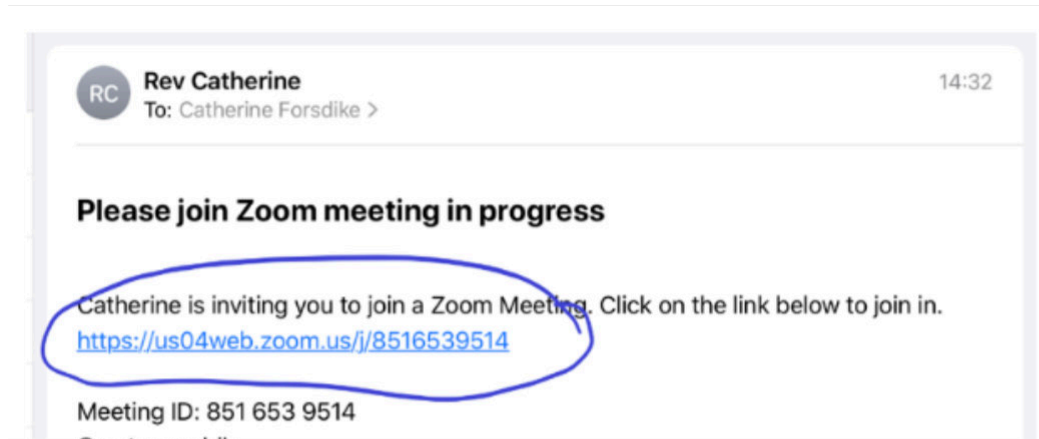 RC
Rev Catherine
14:32
To: Catherine Forsdike >
Please join Zoom meeting in progress
Catherine is inviting you to join a Zoom Meeting. Click on the link below to join in.
https://us04web.zoom.us/j/8516539514
Meeting ID: 851 653 9514